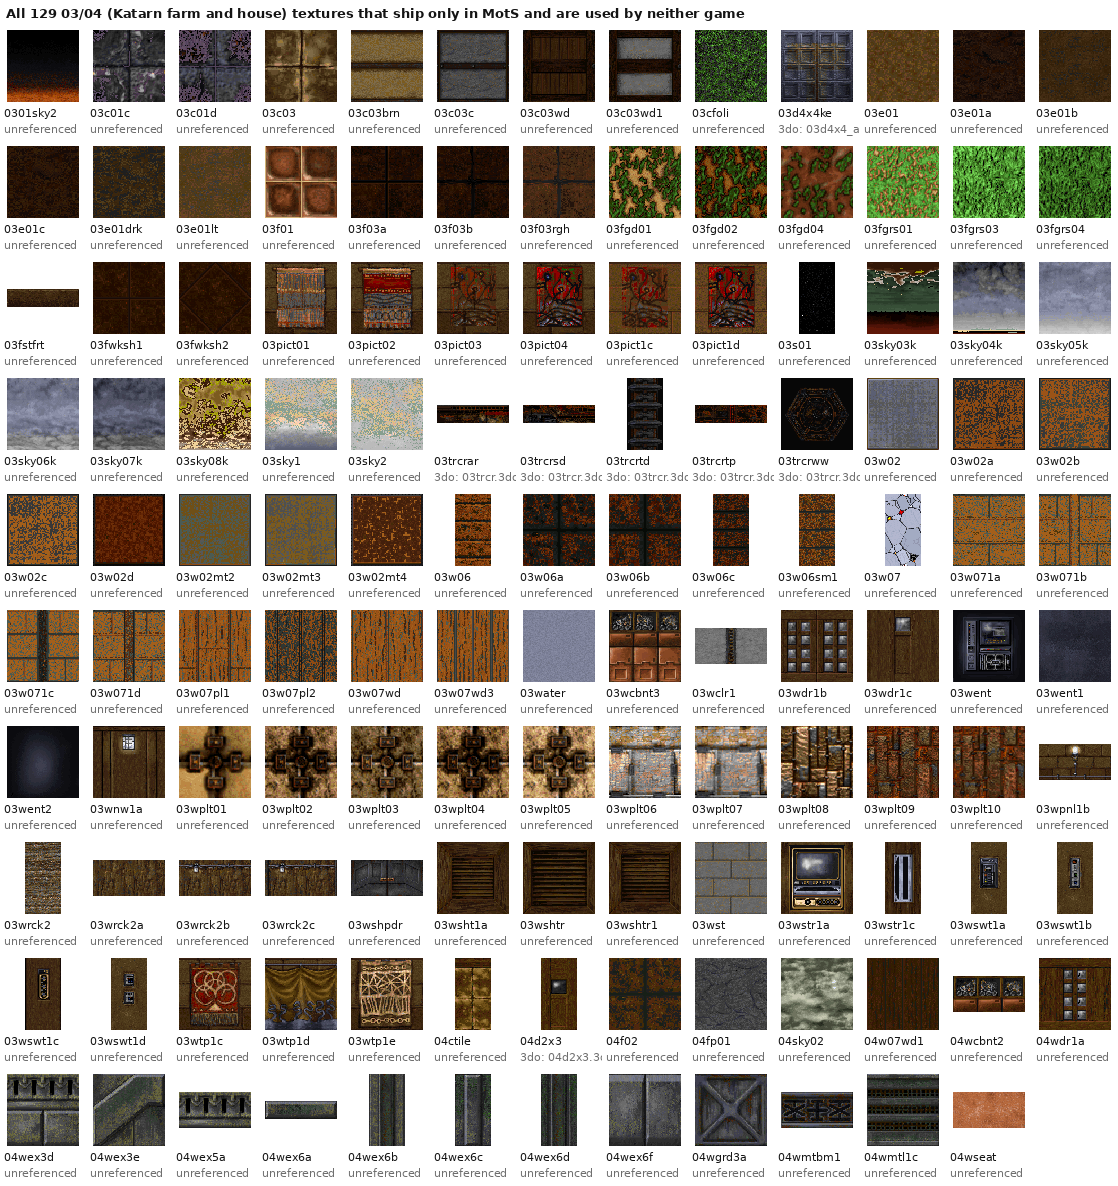 All 129 03/04 (Katarn farm and house) textures that ship only in MotS and are used by neither game
0301sky2 03c01c 03c01d 03c03 03c03brn 03c03c 03c03wd 03c03wd1 03cfoli 03d4x4ke 03e01 03e01a 03e01b
unreferenced unreferenced unreferenced unreferenced unreferenced unreferenced unreferenced unreferenced unreferenced 3do: 03d4x4_a unreferenced unreferenced unreferenced
03e01c 03e01drk 03e01lt 03f01 03f03a 03f03b 03f03rgh 03fgd01 03fgd02 03fgd04 03fgrs01 03fgrs03 03fgrs04
unreferenced unreferenced unreferenced unreferenced unreferenced unreferenced unreferenced unreferenced unreferenced unreferenced unreferenced unreferenced unreferenced
03fstfrt 03fwksh1 03fwksh2 03pict01 03pict02 03pict03 03pict04 03pict1c 03pict1d 03s01 03sky03k 03sky04k 03sky05k
unreferenced unreferenced unreferenced unreferenced unreferenced unreferenced unreferenced unreferenced unreferenced unreferenced unreferenced unreferenced unreferenced
03sky06k 03sky07k 03sky08k 03sky1 03sky2 03trcrar 03trcrsd 03trcrtd 03trcrtp 03trcrww 03w02 03w02a 03w02b
unreferenced unreferenced unreferenced unreferenced unreferenced 3do: 03trcr.3do 3do: 03trcr.3do 3do: 03trcr.3do 3do: 03trcr.3do 3do: 03trcr.3do unreferenced unreferenced unreferenced
03w02c 03w02d 03w02mt2 03w02mt3 03w02mt4 03w06 03w06a 03w06b 03w06c 03w06sm1 03w07 03w071a 03w071b
unreferenced unreferenced unreferenced unreferenced unreferenced unreferenced unreferenced unreferenced unreferenced unreferenced unreferenced unreferenced unreferenced
03w071c 03w071d 03w07pl1 03w07pl2 03w07wd 03w07wd3 03water 03wcbnt3 03wclr1 03wdr1b 03wdr1c 03went 03went1
unreferenced unreferenced unreferenced unreferenced unreferenced unreferenced unreferenced unreferenced unreferenced unreferenced unreferenced unreferenced unreferenced
03went2 03wnw1a 03wplt01 03wplt02 03wplt03 03wplt04 03wplt05 03wplt06 03wplt07 03wplt08 03wplt09 03wplt10 03wpnl1b
unreferenced unreferenced unreferenced unreferenced unreferenced unreferenced unreferenced unreferenced unreferenced unreferenced unreferenced unreferenced unreferenced
03wrck2 03wrck2a 03wrck2b 03wrck2c 03wshpdr 03wsht1a 03wshtr 03wshtr1 03wst 03wstr1a 03wstr1c 03wswt1a 03wswt1b
unreferenced unreferenced unreferenced unreferenced unreferenced unreferenced unreferenced unreferenced unreferenced unreferenced unreferenced unreferenced unreferenced
03wswt1c 03wswt1d 03wtp1c 03wtp1d 03wtp1e 04ctile 04d2x3 04f02 04fp01 04sky02 04w07wd1 04wcbnt2 04wdr1a
unreferenced unreferenced unreferenced unreferenced unreferenced unreferenced 3do: 04d2x3.3 unreferenced unreferenced unreferenced unreferenced unreferenced unreferenced
04wex3d 04wex3e 04wex5a 04wex6a 04wex6b 04wex6c 04wex6d 04wex6f 04wgrd3a 04wmtbm1 04wmtl1c 04wseat
unreferenced unreferenced unreferenced unreferenced unreferenced unreferenced unreferenced unreferenced unreferenced unreferenced unreferenced unreferenced